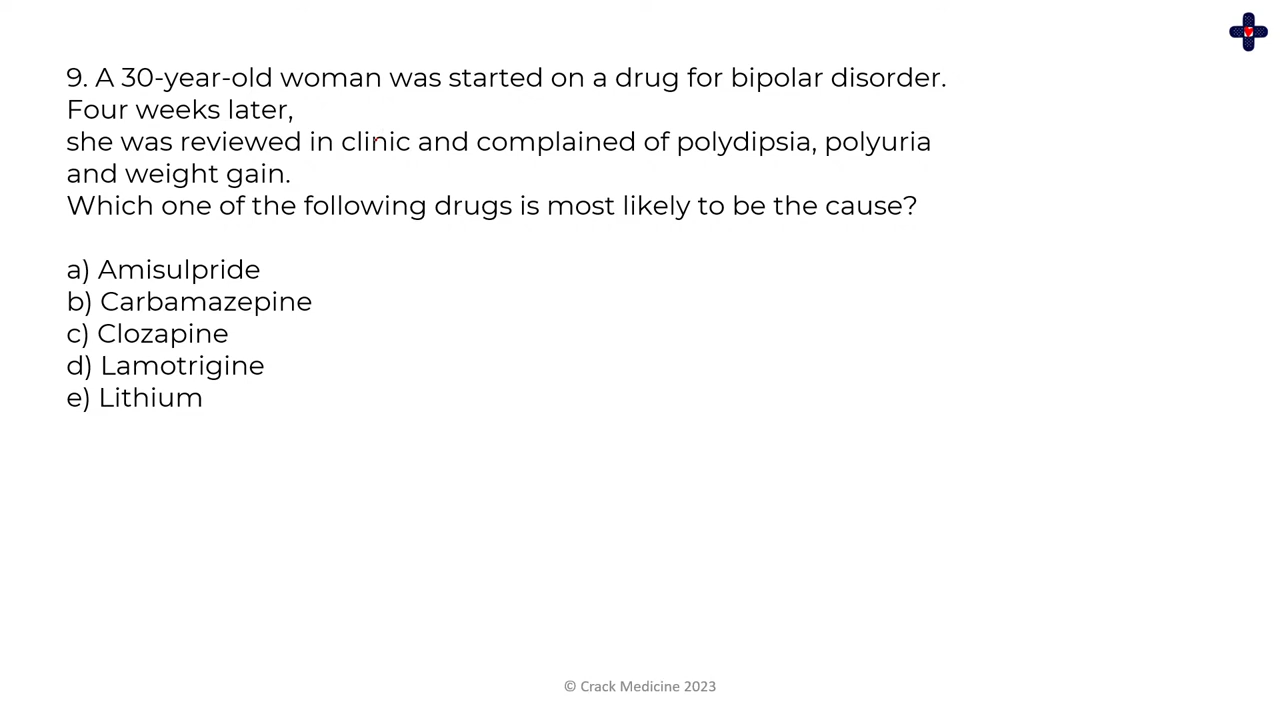 9. A 30-year-old woman was started on a drug for bipolar disorder.
Four weeks later,
she was reviewed in clinic and complained of polydipsia, polyuria
and weight gain.
Which one of the following drugs is most likely to be the cause?
a) Amisulpride
b) Carbamazepine
c) Clozapine
d) Lamotrigine
e) Lithium
© Crack Medicine 2023